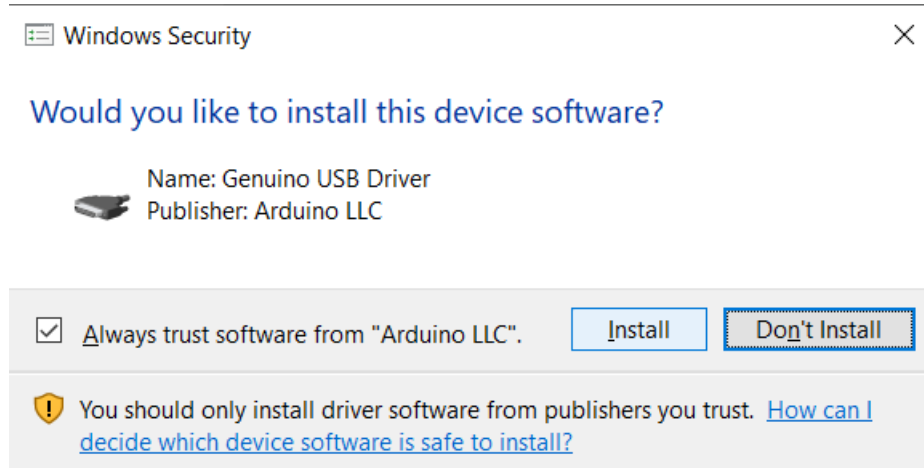 Windows Security
Would you like to install this device software?
Name: Genuino USB Driver
Publisher: Arduino LLC
Always trust software from "Arduino LLC".
Install
Don't Install
You should only install driver software from publishers you trust. How can I
decide which device software is safe to install?